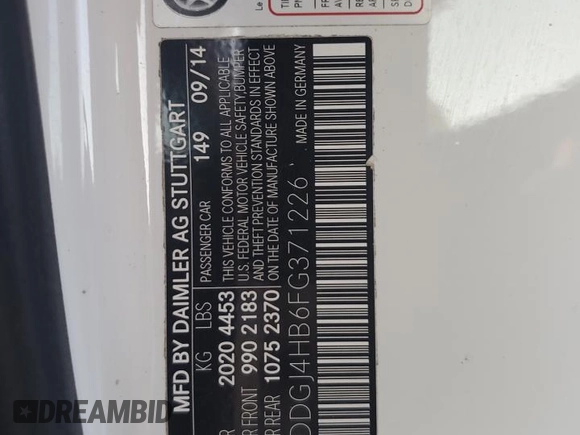 MFD BY DAIMLER AG STUTTGART
KG LBS PASSENGER CAR 149 09/14
2020 4453 THIS VEHICLE CONFORMS TO ALL APPLICABLE
FRONT 990 2183 U.S. FEDERAL MOTOR VEHICLE SAFETY,BUMPER
REAR 1075 2370 AND THEFT PREVENTION STANDARDS IN EFFECT
ON THE DATE OF MANUFACTURE SHOWN ABOVE
DDGJ4HB6FG371226 MADE IN GERMANY
Le
DREAMBID